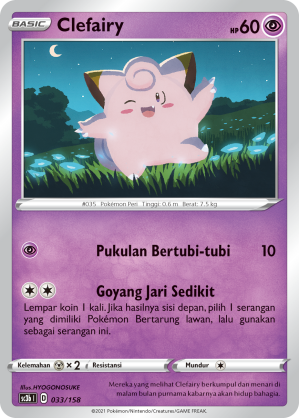 BASIC
Clefairy
HP60
#035 Pokémon Peri Tinggi: 0.6 m Berat: 7.5 kg
Pukulan Bertubi-tubi 10
Goyang Jari Sedikit
Lempar koin 1 kali. Jika hasilnya sisi depan, pilih 1 serangan
yang dimiliki Pokémon Bertarung lawan, lalu gunakan
sebagai serangan ini.
Kelemahan ×2 Resistansi Mundur
Illus. HYOGONOSUKE
sc3b I D 033/158
Mereka yang melihat Clefairy berkumpul dan menari di
malam bulan purnama kabarnya akan hidup bahagia.
©2021 Pokémon/Nintendo/Creatures/GAME FREAK